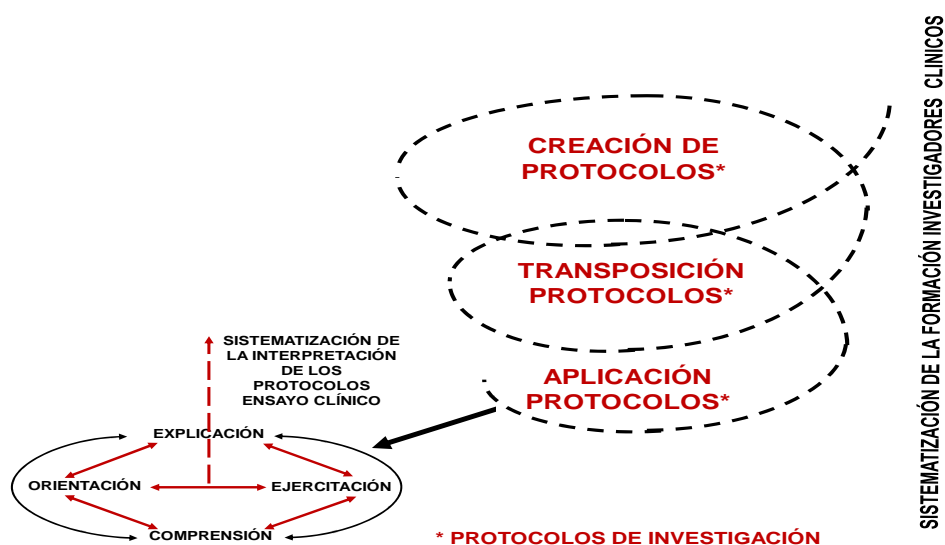 CREACIÓN DE
PROTOCOLOS*
TRANSPOSICIÓN
PROTOCOLOS*
APLICACIÓN
PROTOCOLOS*
SISTEMATIZACIÓN DE
LA INTERPRETACIÓN
DE LOS
PROTOCOLOS
ENSAYO CLÍNICO
EXPLICACIÓN
ORIENTACIÓN
EJERCITACIÓN
COMPRENSIÓN
* PROTOCOLOS DE INVESTIGACIÓN
SISTEMATIZACIÓN DE LA FORMACIÓN INVESTIGADORES CLINICOS